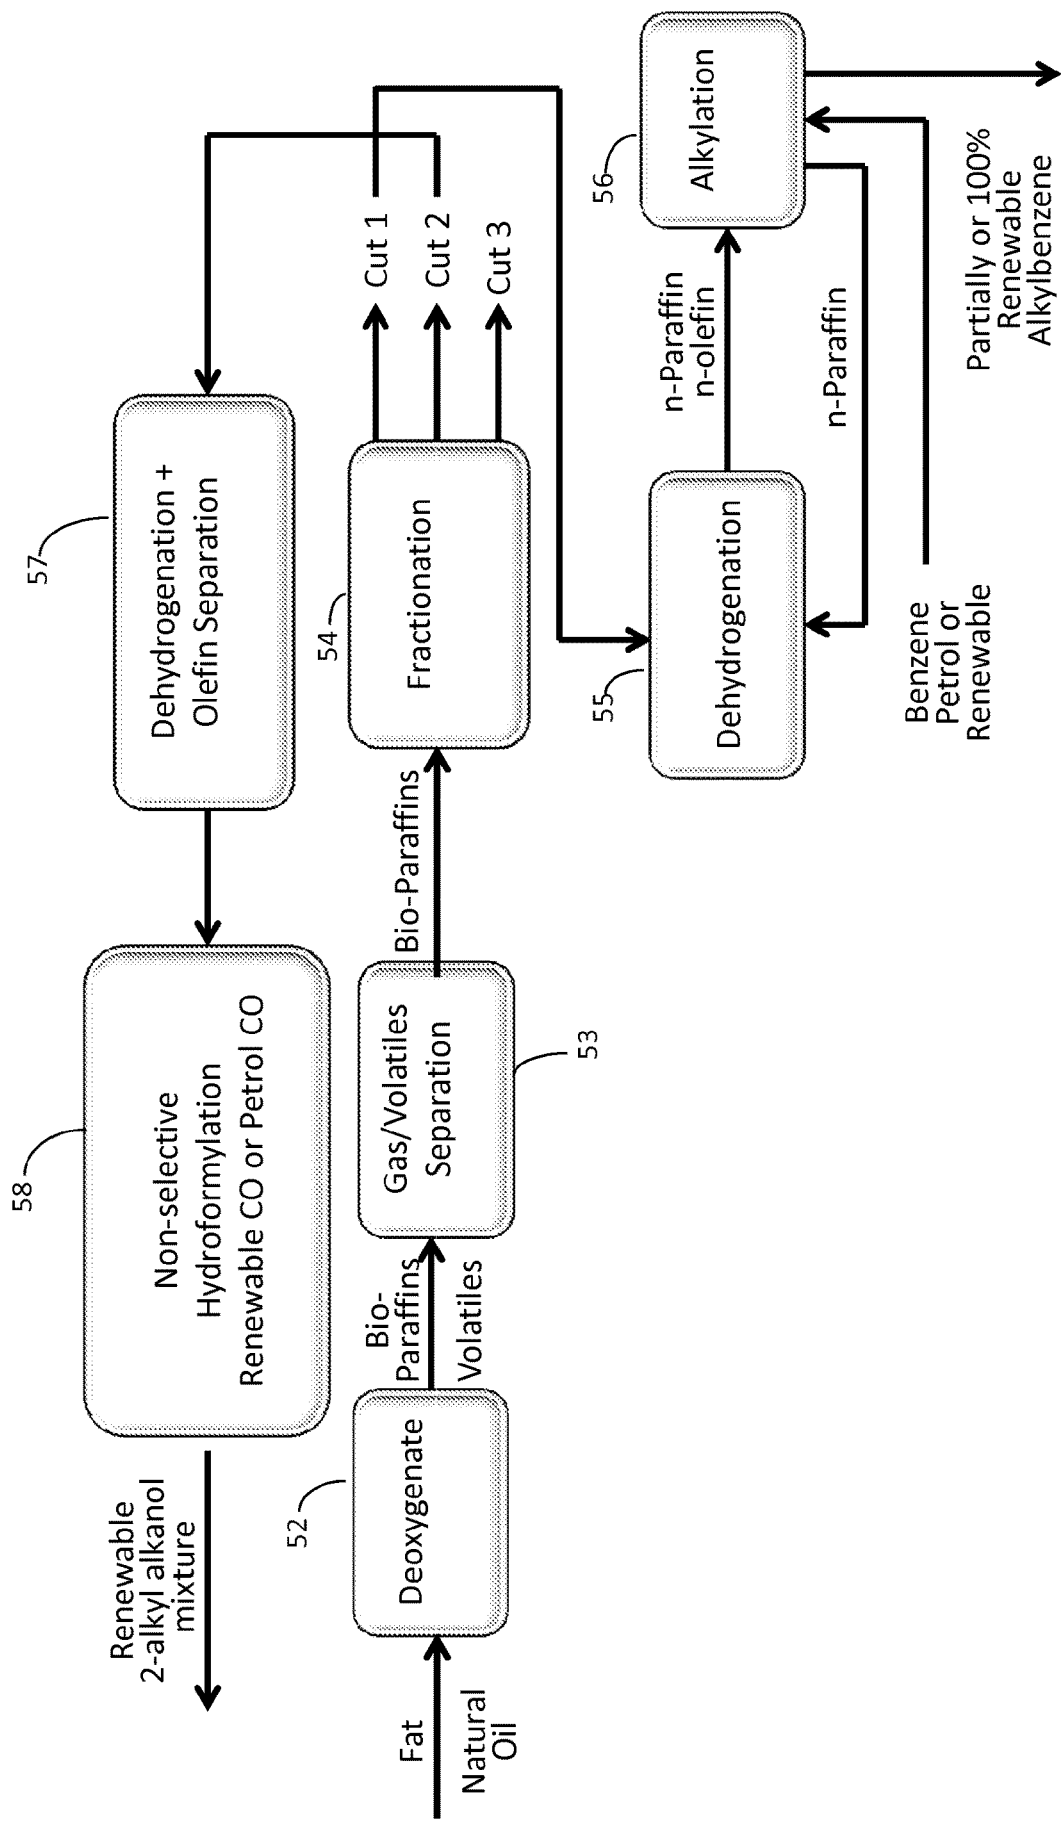 Renewable
2-alkyl alkanol
mixture
58
Non-selective
Hydroformylation
Renewable CO or Petrol CO
57
Dehydrogenation +
Olefin Separation
Fat
Natural
Oil
52
Deoxygenate
Bio-
Paraffins
Volatiles
Gas/Volatiles
Separation
53
Bio-Paraffins
54
Fractionation
Cut 1
Cut 2
Cut 3
55
Dehydrogenation
n-Paraffin
n-olefin
n-Paraffin
56
Alkylation
Benzene
Petrol or
Renewable
Partially or 100%
Renewable
Alkylbenzene